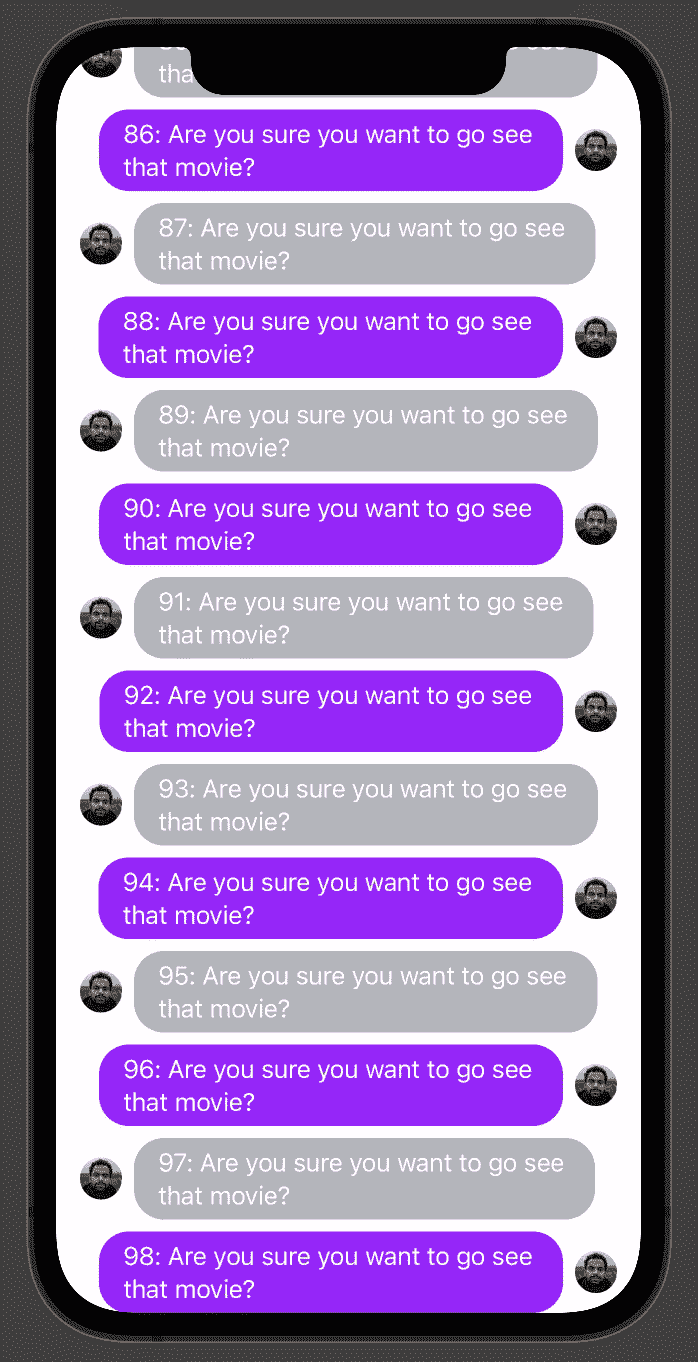 tha
86: Are you sure you want to go see
that movie?
87: Are you sure you want to go see
that movie?
88: Are you sure you want to go see
that movie?
89: Are you sure you want to go see
that movie?
90: Are you sure you want to go see
that movie?
91: Are you sure you want to go see
that movie?
92: Are you sure you want to go see
that movie?
93: Are you sure you want to go see
that movie?
94: Are you sure you want to go see
that movie?
95: Are you sure you want to go see
that movie?
96: Are you sure you want to go see
that movie?
97: Are you sure you want to go see
that movie?
98: Are you sure you want to go see
that movie?